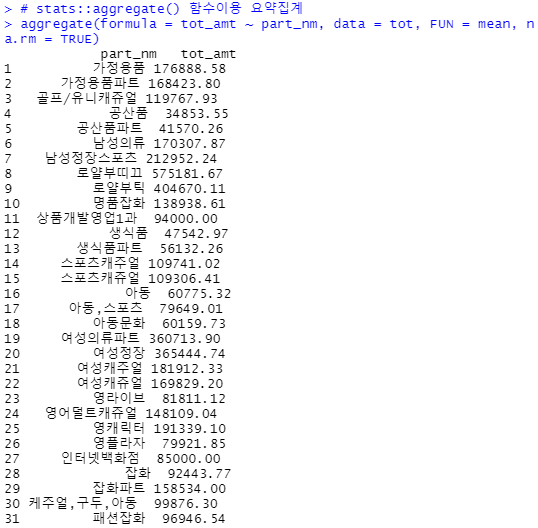 > # stats::aggregate() 함수이용 요약집계
> aggregate(formula = tot_amt ~ part_nm, data = tot, FUN = mean, n
a.rm = TRUE)
part_nm tot_amt
1 가정용품 176888.58
2 가정용품파트 168423.80
3 골프/유니캐쥬얼 119767.93
4 공산품 34853.55
5 공산품파트 41570.26
6 남성의류 170307.87
7 남성정장스포츠 212952.24
8 로얄부띠끄 575181.67
9 로얄부틱 404670.11
10 명품잡화 138938.61
11 상품개발영업1과 94000.00
12 생식품 47542.97
13 생식품파트 56132.26
14 스포츠캐주얼 109741.02
15 스포츠캐쥬얼 109306.41
16 아동 60775.32
17 아동,스포츠 79649.01
18 아동문화 60159.73
19 여성의류파트 360713.90
20 여성정장 365444.74
21 여성캐주얼 181912.33
22 여성캐쥬얼 169829.20
23 영라이브 81811.12
24 영어덜트캐쥬얼 148109.04
25 영캐릭터 191339.10
26 영플라자 79921.85
27 인터넷백화점 85000.00
28 잡화 92443.77
29 잡화파트 158534.00
30 케주얼,구두,아동 99876.30
31 패션잡화 96946.54